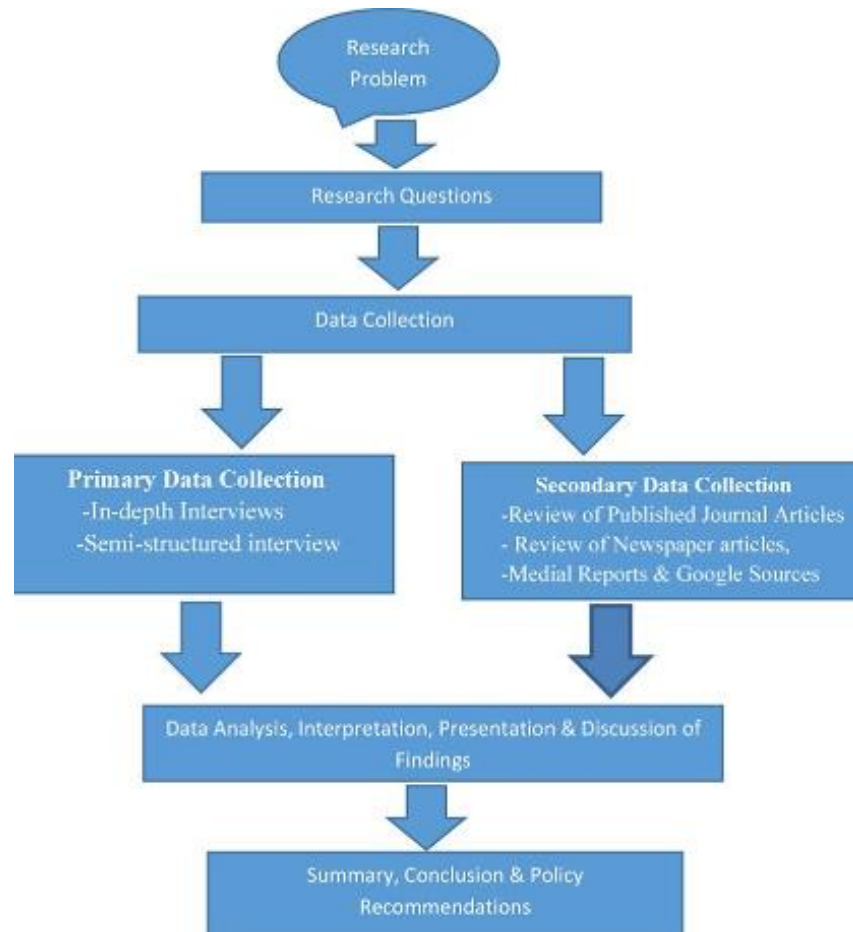 Research
Problem
Research Questions
Data Collection
Primary Data Collection
-In-depth Interviews
-Semi-structured interview
Secondary Data Collection
-Review of Published Journal Articles
- Review of Newspaper articles,
-Medial Reports & Google Sources
Data Analysis, Interpretation, Presentation & Discussion of
Findings
Summary, Conclusion & Policy
Recommendations